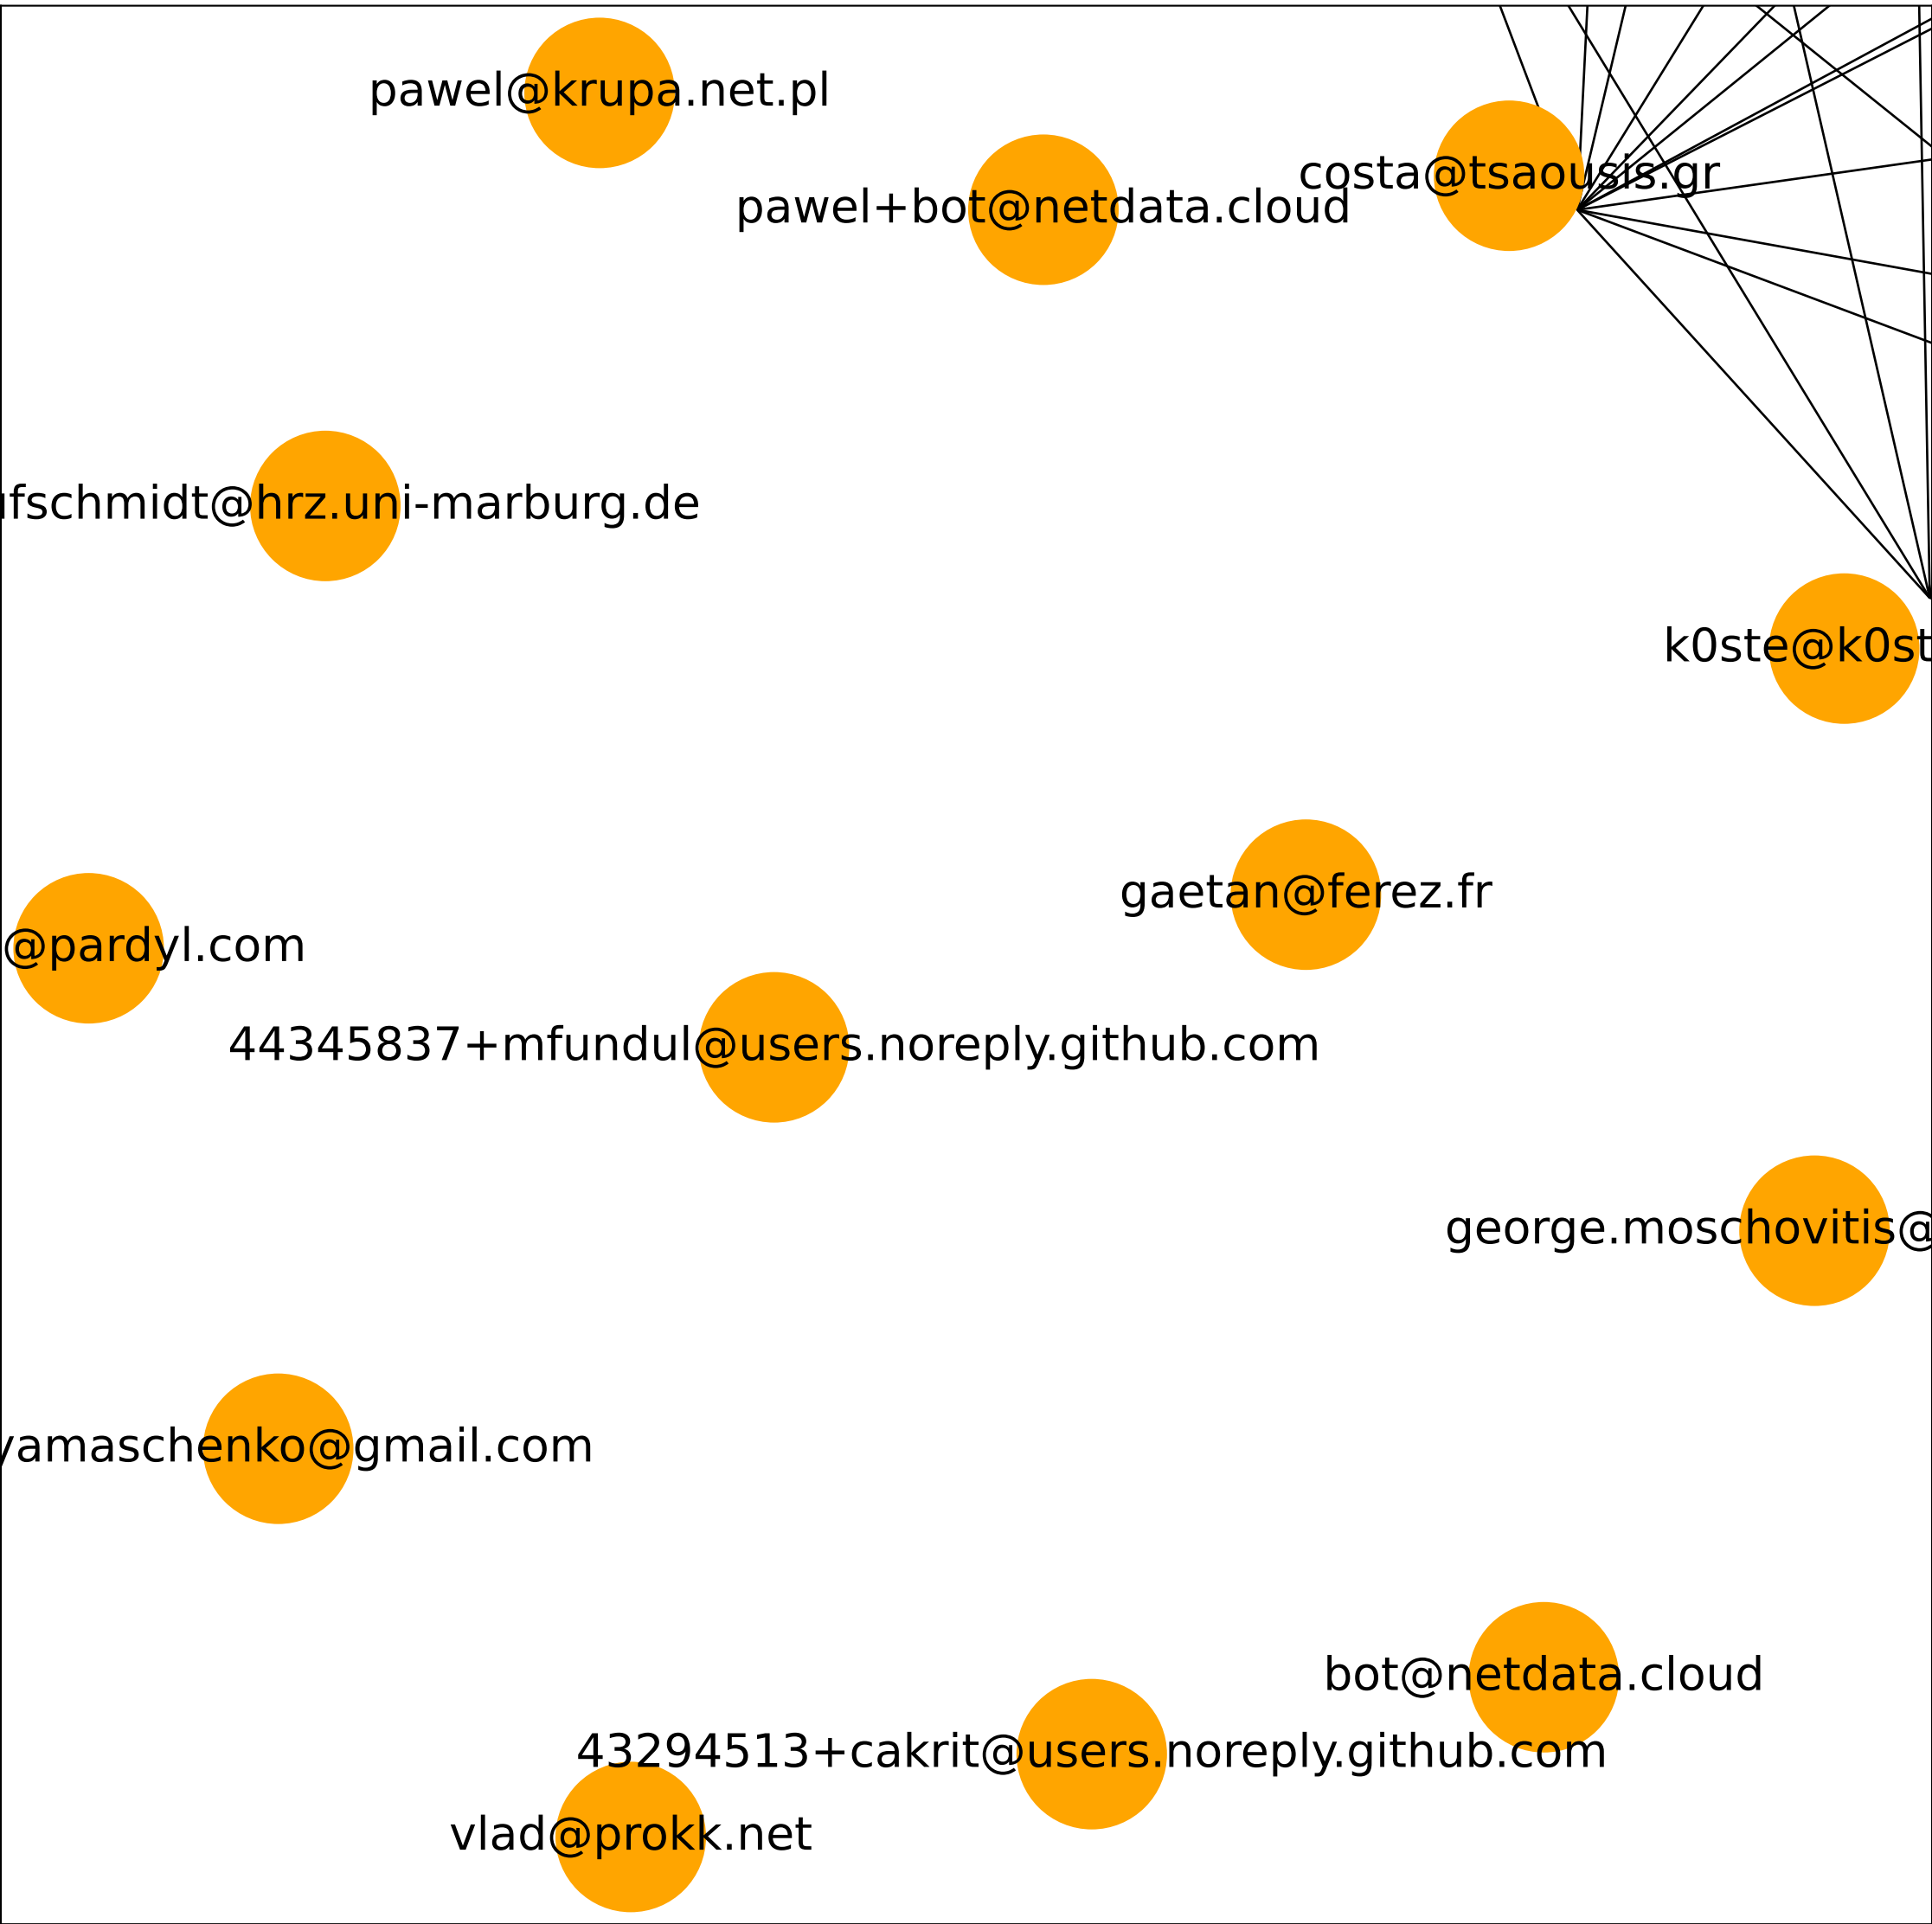 pawel@krupa.net.pl
costa@tsaousis.gr
pawel+bot@netdata.cloud
fschmidt@hrz.uni-marburg.de
k0ste@k0st
gaetan@ferez.fr
@pardyl.com
44345837+mfundul@users.noreply.github.com
george.moschovitis@
amaschenko@gmail.com
bot@netdata.cloud
43294513+cakrit@users.noreply.github.com
vlad@prokk.net